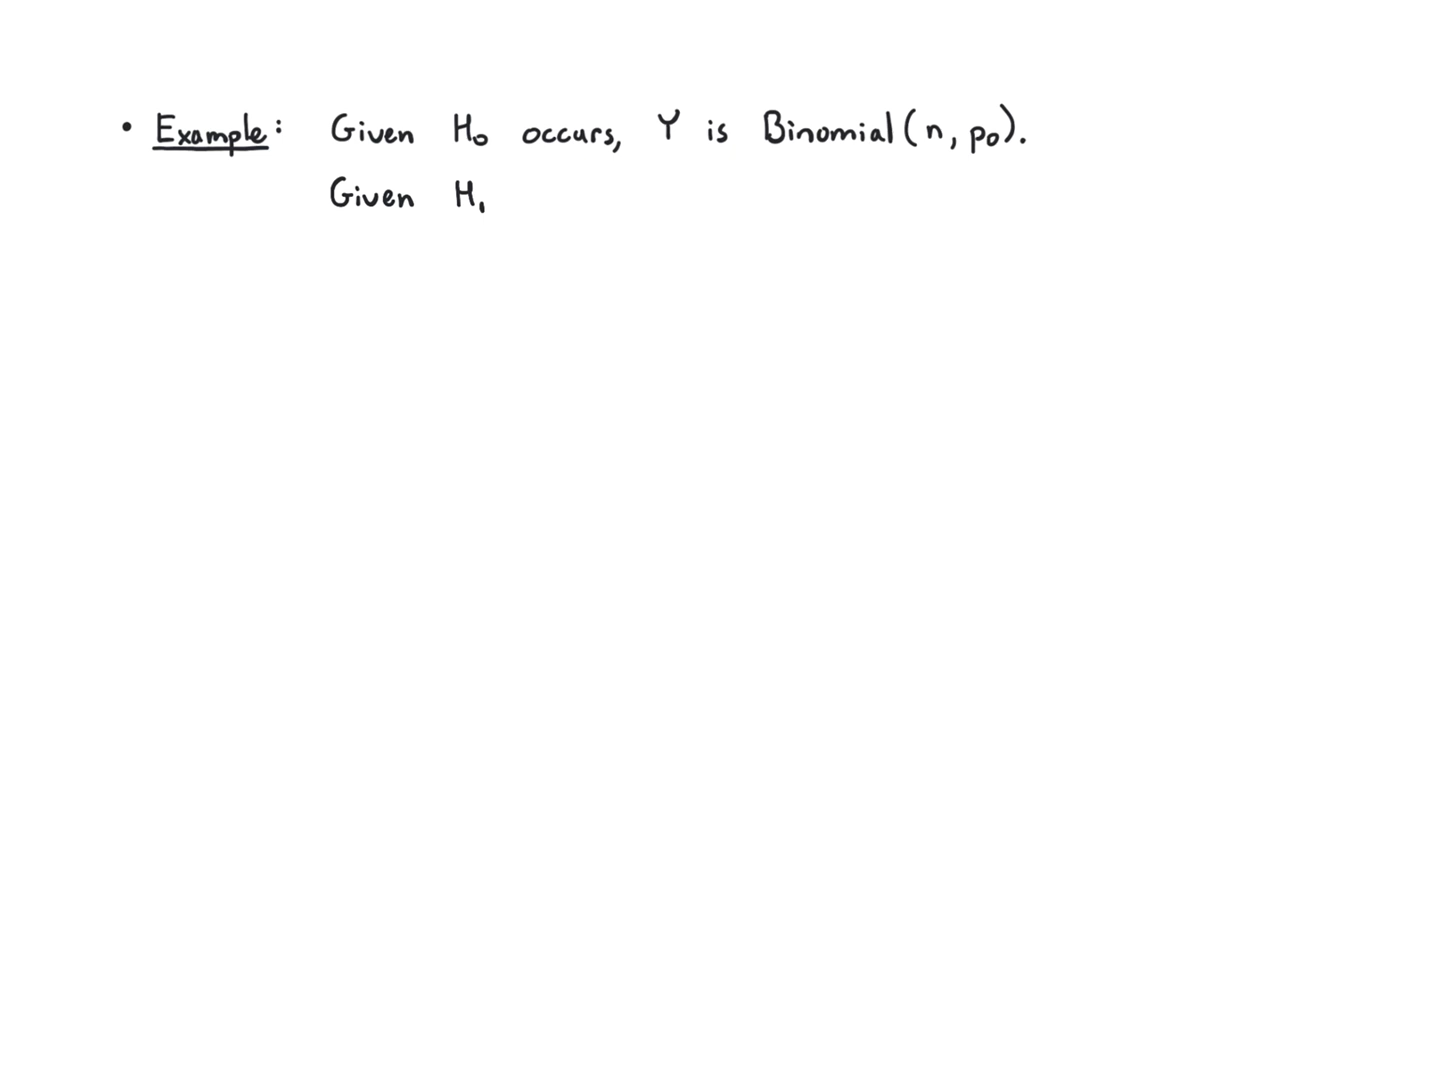 • Example: Given H₀ occurs, Y is Binomial(n, p₀).
Given H₁